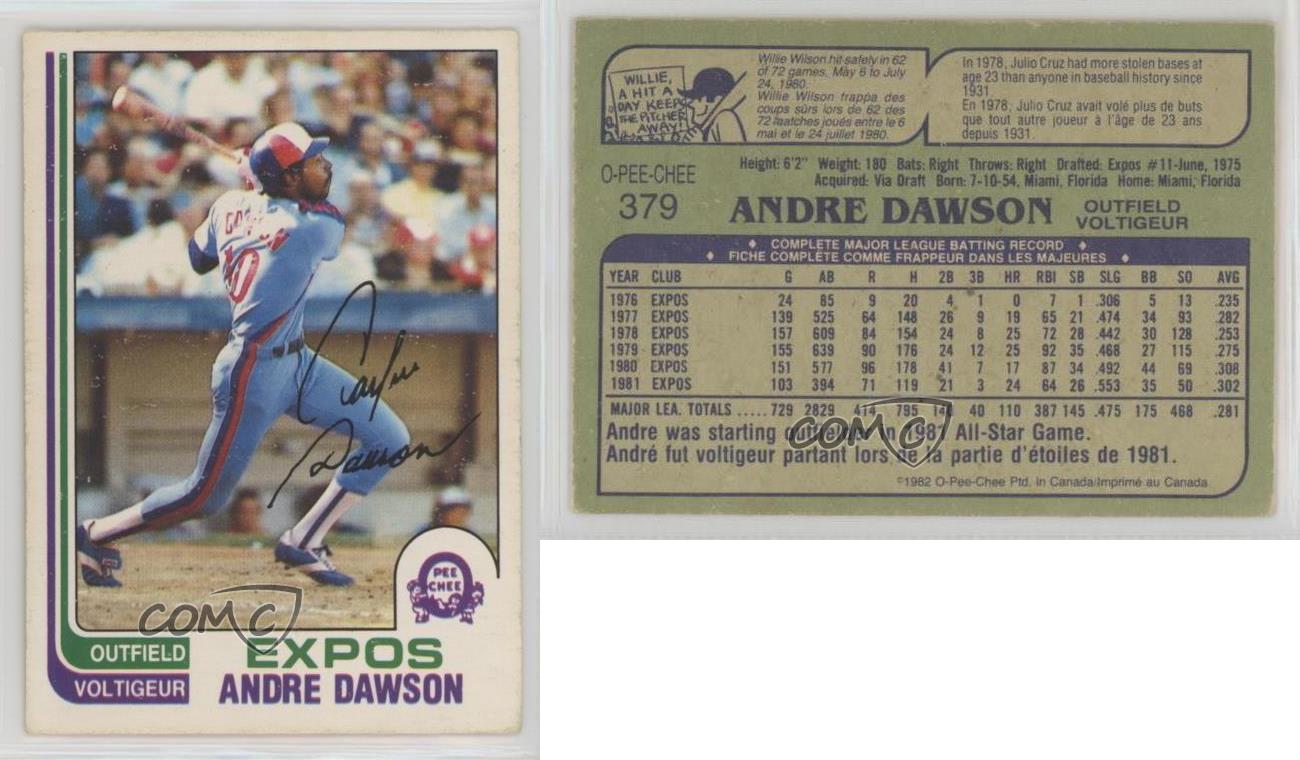 DAWSON
10
Andre
Dawson
PEE
CHEE
COMC
OUTFIELD
VOLTIGEUR
EXPOS
ANDRE DAWSON
WILLIE,
A HIT A
DAY KEEPS
THE PITCHER
AWAY!
Willie Wilson hit safely in 62
of 72 games, May 6 to July
24, 1980.
Willie Wilson frappa des
coups sûrs lors de 62 des
72 matches joués entre le 6
mai et le 24 juillet 1980.
In 1978, Julio Cruz had more stolen bases at
age 23 than anyone in baseball history since
1931.
En 1978, Julio Cruz avait volé plus de buts
que tout autre joueur à l'âge de 23 ans
depuis 1931.
O-PEE-CHEE
379
Height: 6'2" Weight: 180 Bats: Right Throws: Right Drafted: Expos #11-June, 1975
Acquired: Via Draft Born: 7-10-54, Miami, Florida Home: Miami, Florida
ANDRE DAWSON
OUTFIELD
VOLTIGEUR
♦ COMPLETE MAJOR LEAGUE BATTING RECORD ♦
♦ FICHE COMPLÈTE COMME FRAPPEUR DANS LES MAJEURES ♦
YEAR CLUB G AB R H 2B 3B HR RBI SB SLG BB SO AVG
1976 EXPOS 24 85 9 20 4 1 0 7 1 .306 5 13 .235
1977 EXPOS 139 525 64 148 26 9 19 65 21 .474 34 93 .282
1978 EXPOS 157 609 84 154 24 8 25 72 28 .442 30 128 .253
1979 EXPOS 155 639 90 176 24 12 25 92 35 .468 27 115 .275
1980 EXPOS 151 577 96 178 41 7 17 87 34 .492 44 69 .308
1981 EXPOS 103 394 71 119 21 3 24 64 26 .553 35 50 .302
MAJOR LEA. TOTALS ..... 729 2829 414 795 140 40 110 387 145 .475 175 468 .281
Andre was starting outfielder in 1981 All-Star Game.
André fut voltigeur partant lors de la partie d'étoiles de 1981.
COMC
©1982 O-Pee-Chee Ptd. in Canada/Imprimé au Canada